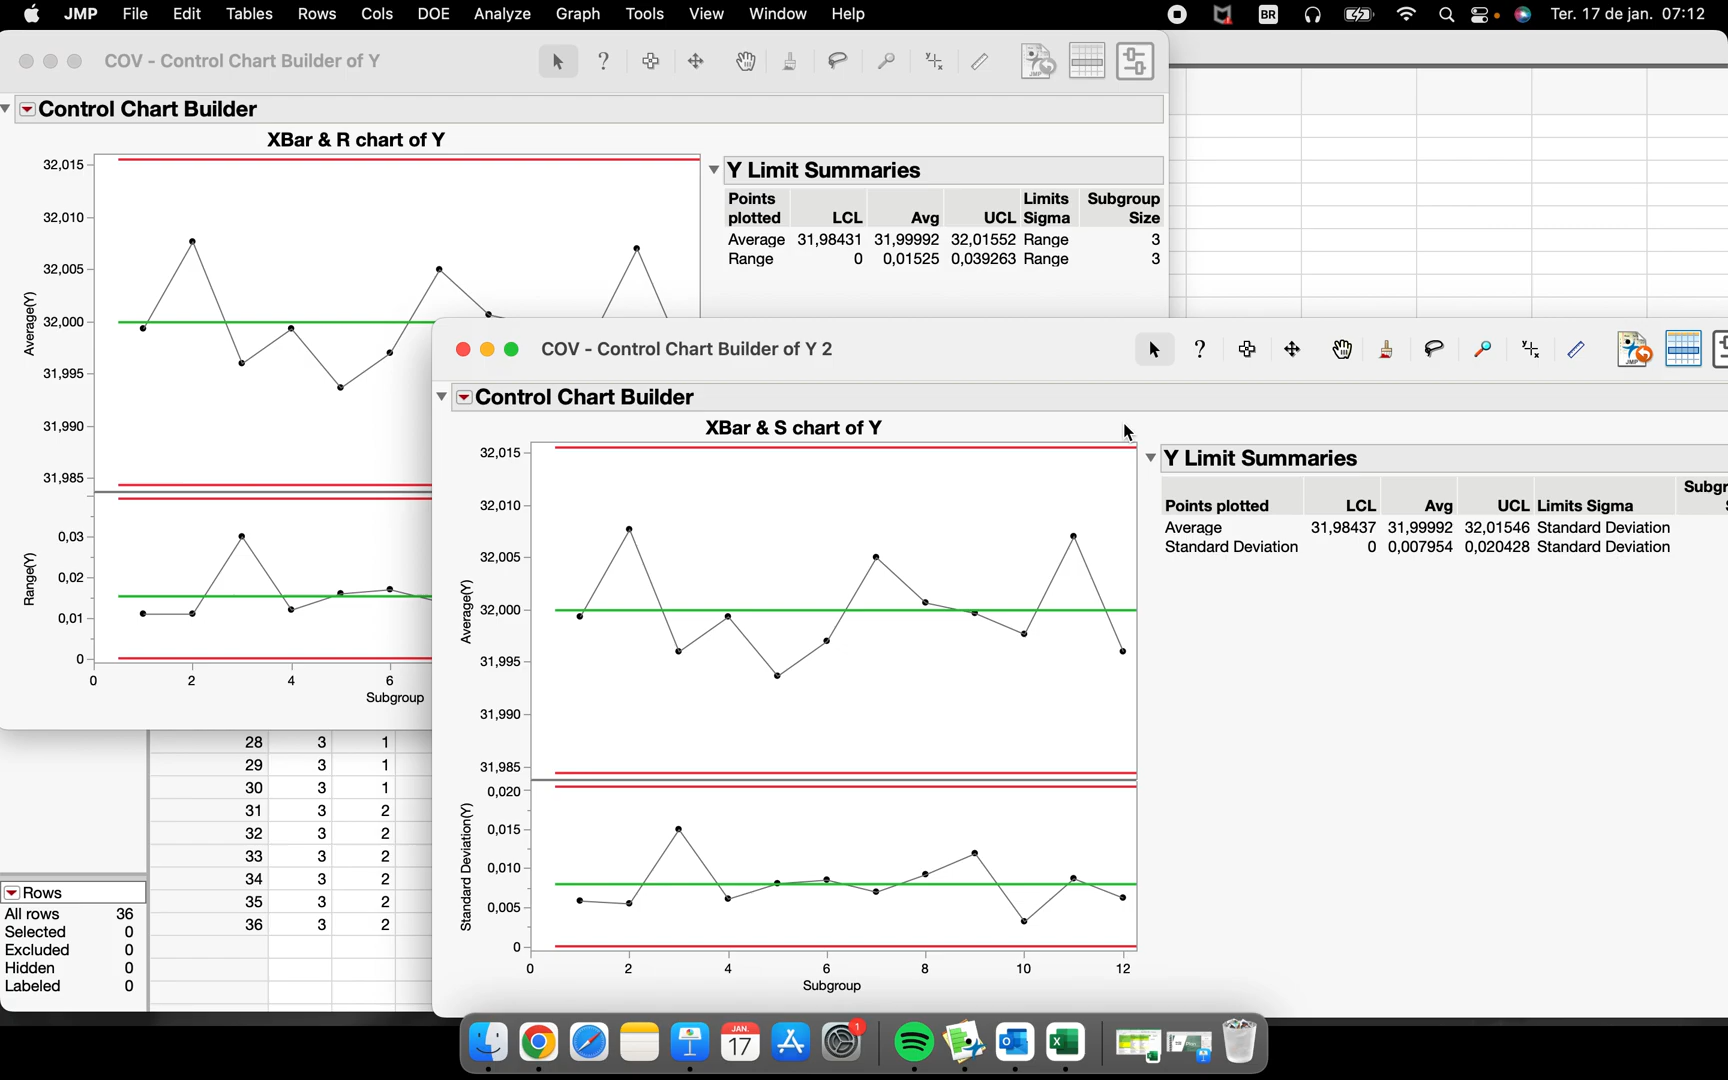 JMP File Edit Tables Rows Cols DOE Analyze Graph Tools View Window Help BR Ter. 17 de jan. 07:12
COV - Control Chart Builder of Y
Control Chart Builder
XBar & R chart of Y
32,015
32,010
32,005
32,000
31,995
31,990
31,985
Average(Y)
0,03
0,02
0,01
0
Range(Y)
0 2 4 6
Subgroup
Y Limit Summaries
Points plotted LCL Avg UCL Limits Sigma Subgroup Size
Average 31,98431 31,99992 32,01552 Range 3
Range 0 0,01525 0,039263 Range 3
COV - Control Chart Builder of Y 2
Control Chart Builder
XBar & S chart of Y
32,015
32,010
32,005
32,000
31,995
31,990
31,985
Average(Y)
0,020
0,015
0,010
0,005
0
Standard Deviation(Y)
0 2 4 6 8 10 12
Subgroup
Y Limit Summaries
Points plotted LCL Avg UCL Limits Sigma Subgr
Average 31,98437 31,99992 32,01546 Standard Deviation
Standard Deviation 0 0,007954 0,020428 Standard Deviation
28 3 1
29 3 1
30 3 1
31 3 2
32 3 2
33 3 2
34 3 2
35 3 2
36 3 2
Rows
All rows 36
Selected 0
Excluded 0
Hidden 0
Labeled 0
JAN.
17
1